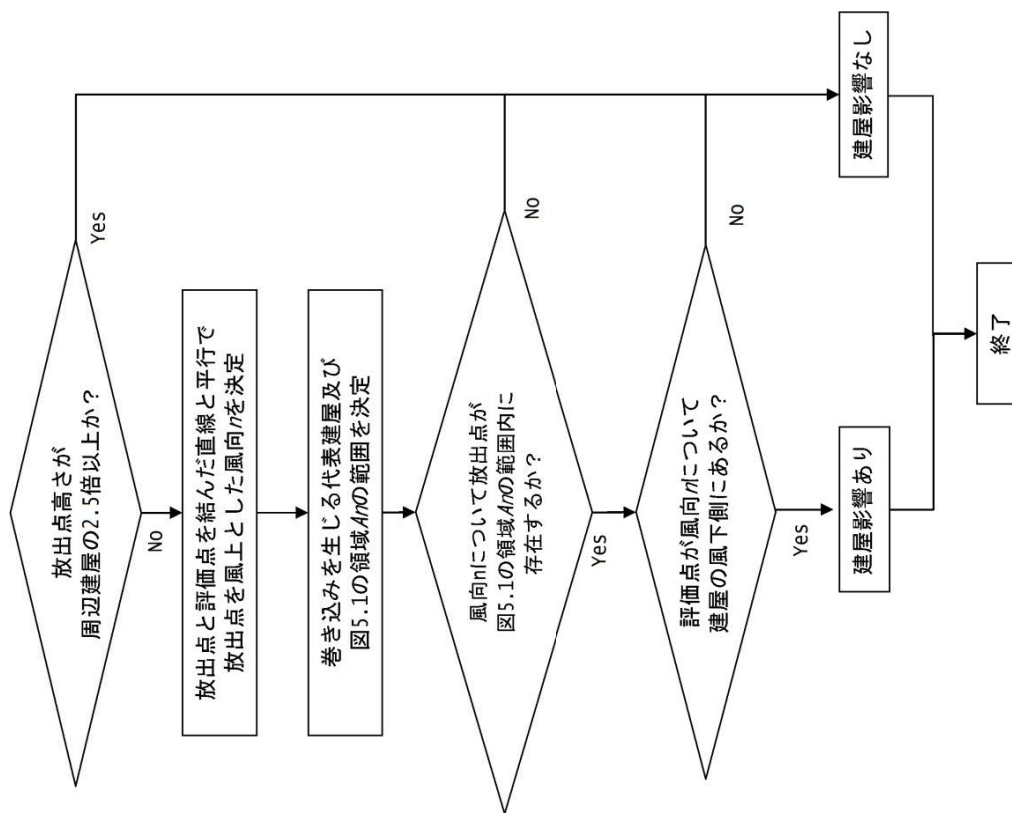 放出点高さが
周辺建屋の2.5倍以上か？
Yes
No
放出点と評価点を結んだ直線と平行で
放出点を風上とした風向nを決定
巻き込みを生じる代表建屋及び
図5.1の領域Anの範囲を決定
風向nについて放出点が
図5.1の領域Anの範囲内に
存在するか？
No
Yes
評価点が風向nについて
建屋の風下側にあるか？
No
Yes
建屋影響あり
建屋影響なし
終了